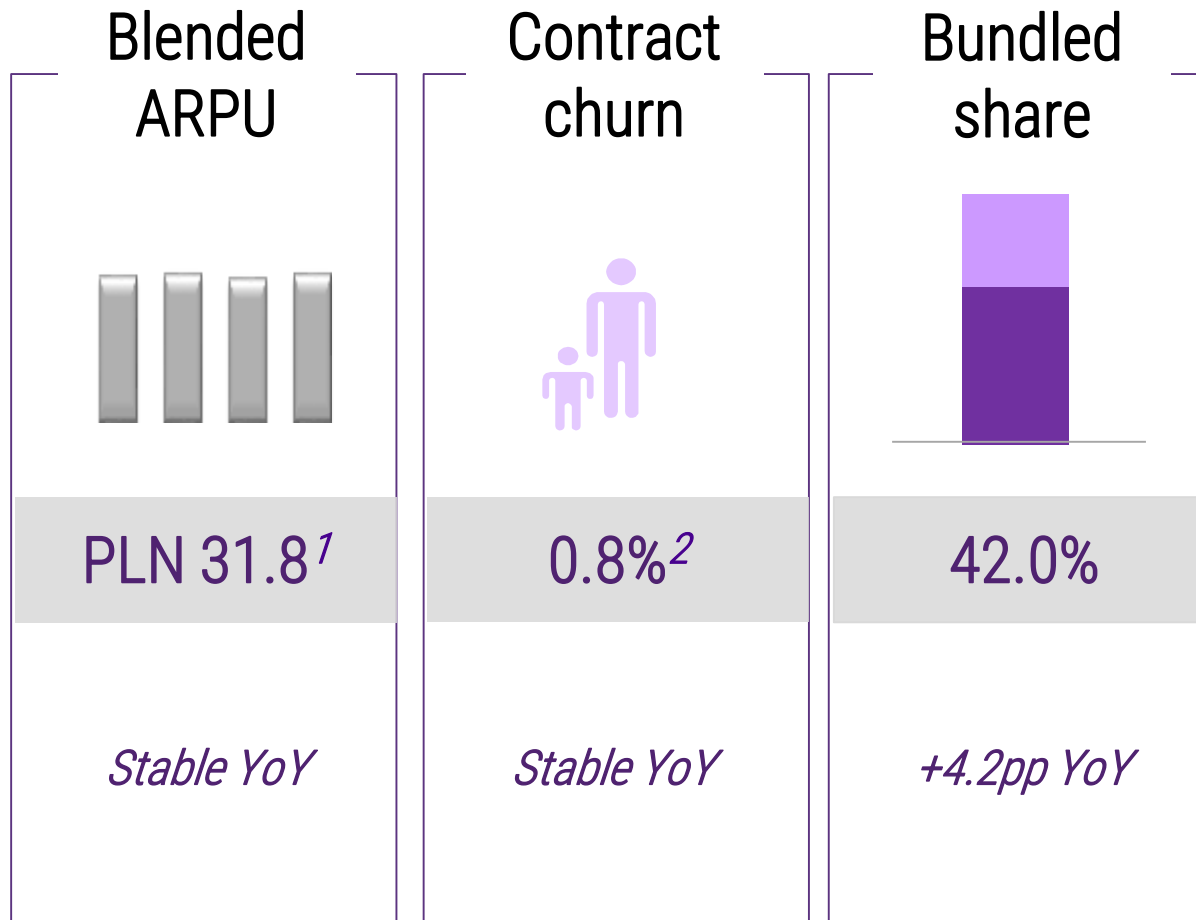 Blended
ARPU
PLN 31.8¹
Stable YoY
Contract
churn
0.8%²
Stable YoY
Bundled
share
42.0%
+4.2pp YoY